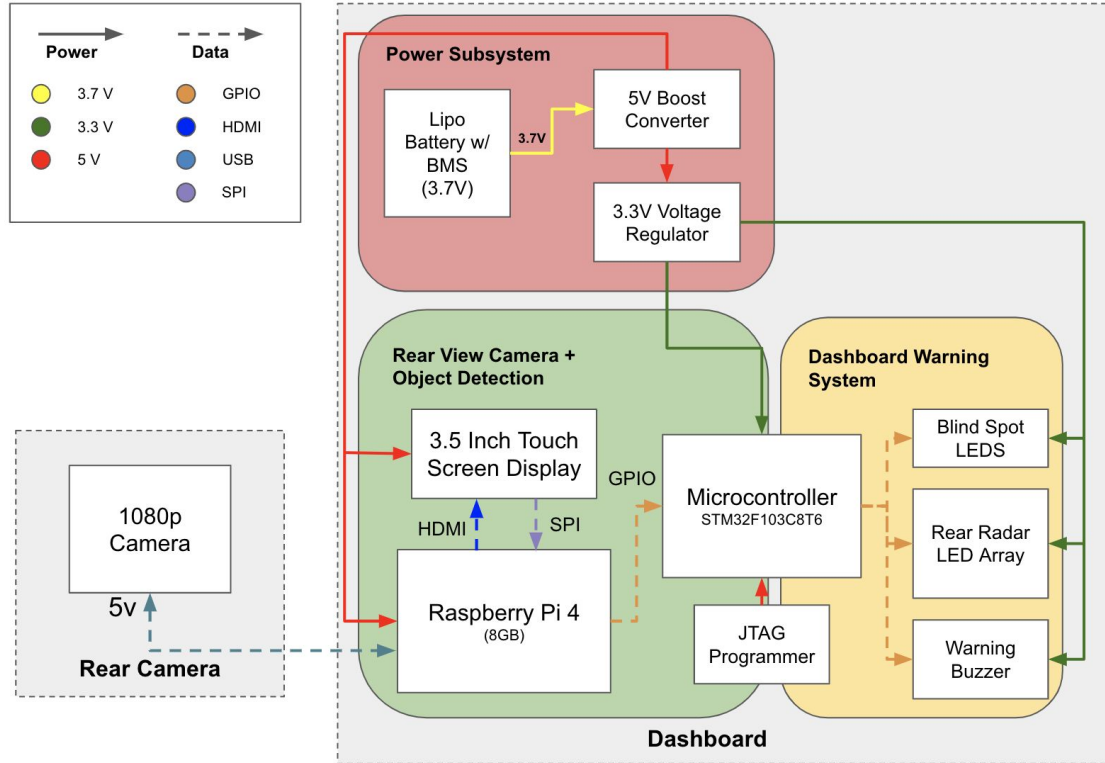 Power
Data
3.7 V
3.3 V
5 V
GPIO
HDMI
USB
SPI
Power Subsystem
Lipo
Battery w/
BMS
(3.7V)
3.7V
5V Boost
Converter
3.3V Voltage
Regulator
Rear View Camera +
Object Detection
3.5 Inch Touch
Screen Display
HDMI
SPI
GPIO
Raspberry Pi 4
(8GB)
Microcontroller
STM32F103C8T6
JTAG
Programmer
Dashboard Warning
System
Blind Spot
LEDS
Rear Radar
LED Array
Warning
Buzzer
1080p
Camera
5v
Rear Camera
Dashboard